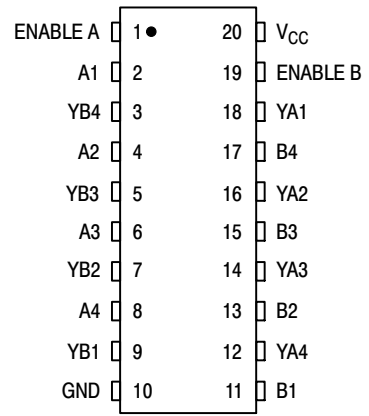 ENABLE A 1 20 VCC
A1 2 19 ENABLE B
YB4 3 18 YA1
A2 4 17 B4
YB3 5 16 YA2
A3 6 15 B3
YB2 7 14 YA3
A4 8 13 B2
YB1 9 12 YA4
GND 10 11 B1